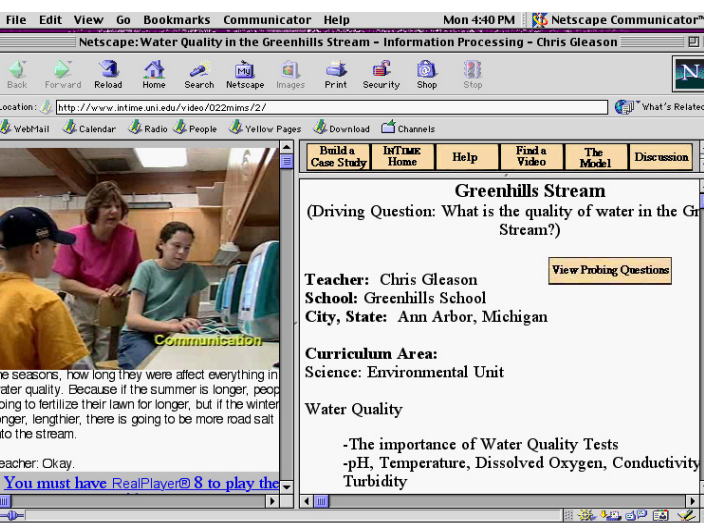 File Edit View Go Bookmarks Communicator Help Mon 4:40 PM Netscape Communicator™
Netscape: Water Quality in the Greenhills Stream - Information Processing - Chris Gleason
Back Forward Reload Home Search Netscape Images Print Security Shop Stop
Location: http://www.intime.uni.edu/video/022mims/2/ What's Related
WebMail Calendar Radio People Yellow Pages Download Channels
Build a Case Study
INTIME Home
Help
Find a Video
The Model
Discussion
Communication
the seasons, how long they were affect everything in
water quality. Because if the summer is longer, peop
going to fertilize their lawn for longer, but if the winter
longer, lengthier, there is going to be more road salt
into the stream.
Teacher: Okay.
You must have RealPlayer® 8 to play the
Greenhills Stream
(Driving Question: What is the quality of water in the Gr
Stream?)
View Probing Questions
Teacher: Chris Gleason
School: Greenhills School
City, State: Ann Arbor, Michigan
Curriculum Area:
Science: Environmental Unit
Water Quality
-The importance of Water Quality Tests
-pH, Temperature, Dissolved Oxygen, Conductivity
Turbidity